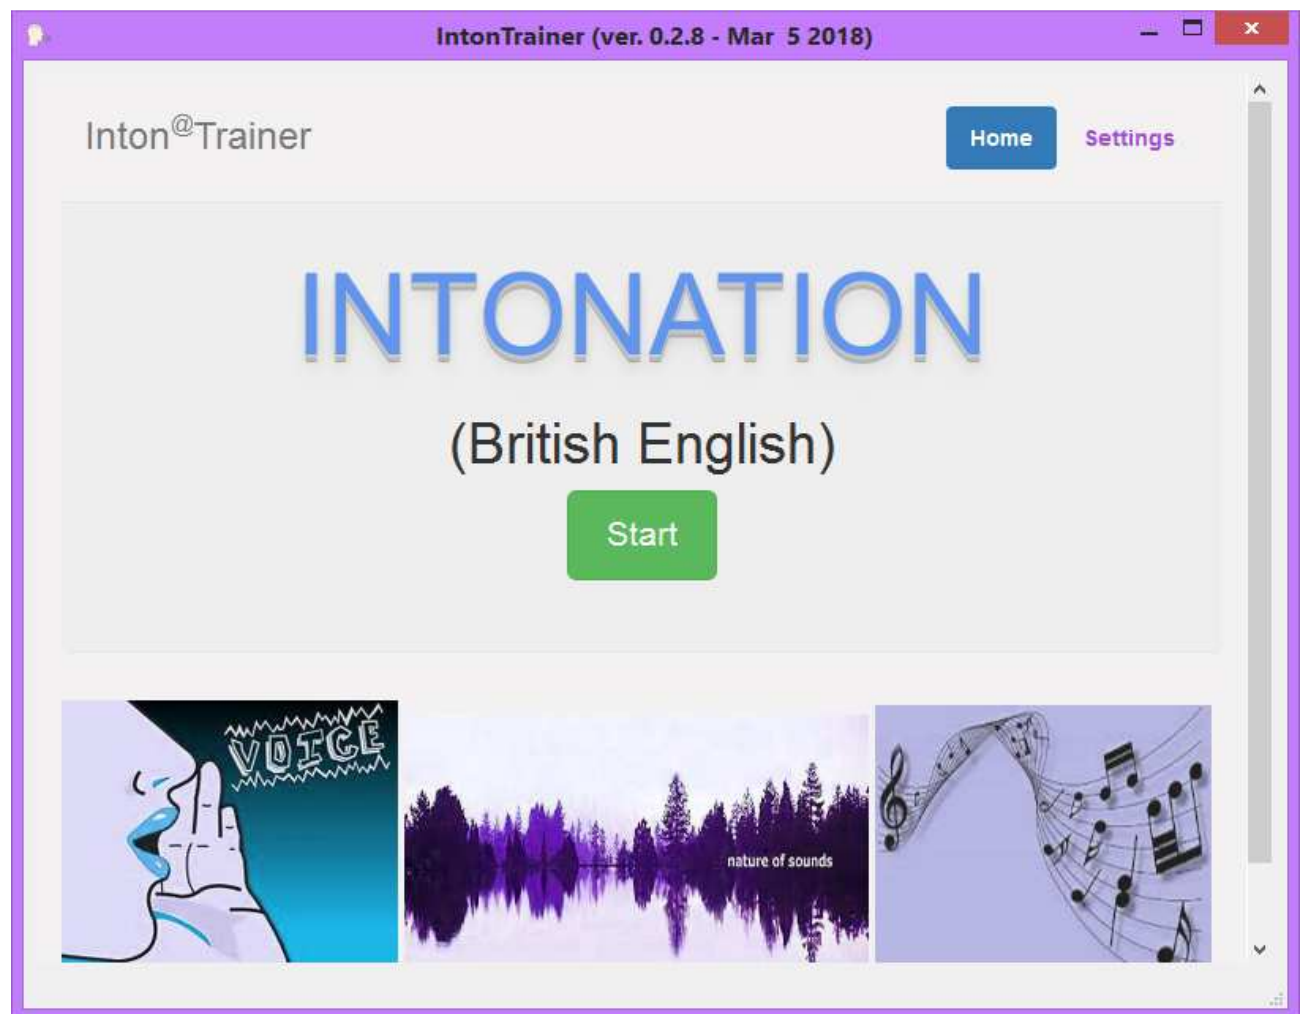 IntonTrainer (ver. 0.2.8 - Mar 5 2018)
Inton@Trainer
Home
Settings
INTONATION
(British English)
Start
VOICE
nature of sounds